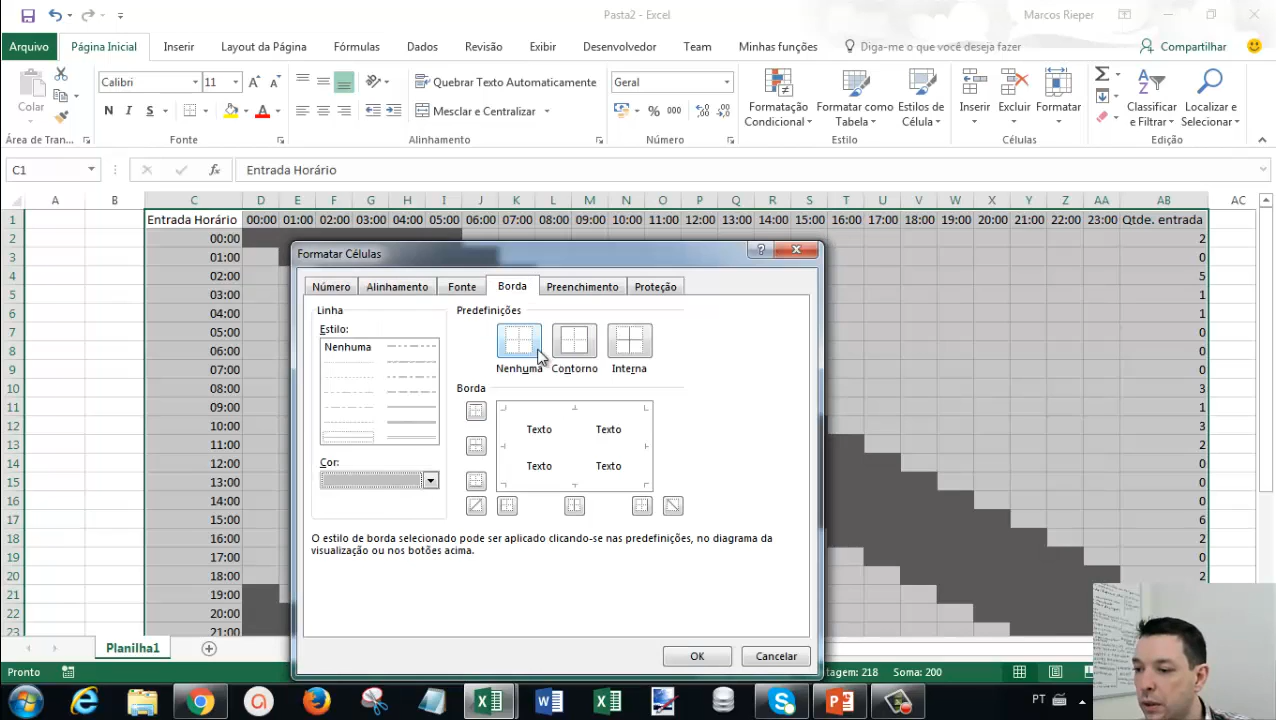 Pasta2 - Excel
Marcos Rieper
Arquivo Página Inicial Inserir Layout da Página Fórmulas Dados Revisão Exibir Desenvolvedor Team Minhas funções Diga-me o que você deseja fazer Compartilhar
Colar
Calibri 11
N I S
Quebrar Texto Automaticamente
Mesclar e Centralizar
Geral
% 000
Formatação Condicional
Formatar como Tabela
Estilos de Célula
Inserir Excluir Formatar
Classificar e Filtrar
Localizar e Selecionar
Área de Tran... Fonte Alinhamento Número Estilo Células Edição
C1 fx Entrada Horário
A B C D E F G H I J K L M N O P Q R S T U V W X Y Z AA AB AC
1 Entrada Horário 00:00 01:00 02:00 03:00 04:00 05:00 06:00 07:00 08:00 09:00 10:00 11:00 12:00 13:00 14:00 15:00 16:00 17:00 18:00 19:00 20:00 21:00 22:00 23:00 Qtde. entrada
2 00:00 2
3 01:00 0
4 02:00 5
5 03:00 1
6 04:00 1
7 05:00 0
8 06:00 0
9 07:00 0
10 08:00 3
11 09:00 1
12 10:00 0
13 11:00 2
14 12:00 0
15 13:00 0
16 14:00 0
17 15:00 6
18 16:00 2
19 17:00 0
20 18:00 2
21 19:00
22 20:00
23 21:00
Formatar Células
Número Alinhamento Fonte Borda Preenchimento Proteção
Linha
Estilo:
Nenhuma
Cor:
Predefinições
Nenhuma Contorno Interna
Borda
Texto Texto
Texto Texto
O estilo de borda selecionado pode ser aplicado clicando-se nas predefinições, no diagrama da
visualização ou nos botões acima.
OK Cancelar
Planilha1
Pronto
tagem: 218 Soma: 200
PT